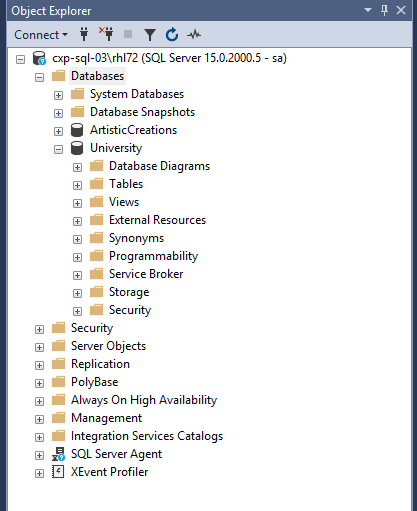 Object Explorer
Connect
cxp-sql-03\rhl72 (SQL Server 15.0.2000.5 - sa)
Databases
System Databases
Database Snapshots
ArtisticCreations
University
Database Diagrams
Tables
Views
External Resources
Synonyms
Programmability
Service Broker
Storage
Security
Security
Server Objects
Replication
PolyBase
Always On High Availability
Management
Integration Services Catalogs
SQL Server Agent
XEvent Profiler